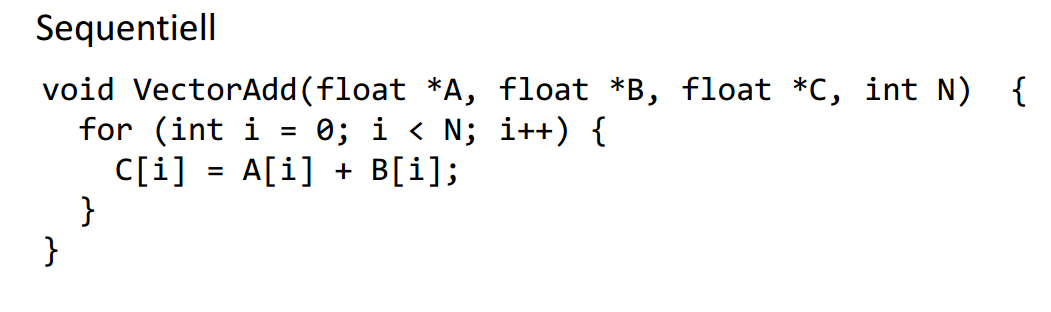 Sequentiell
void VectorAdd(float *A, float *B, float *C, int N)  {
  for (int i = 0; i < N; i++) {
    C[i] = A[i] + B[i];
  }
}